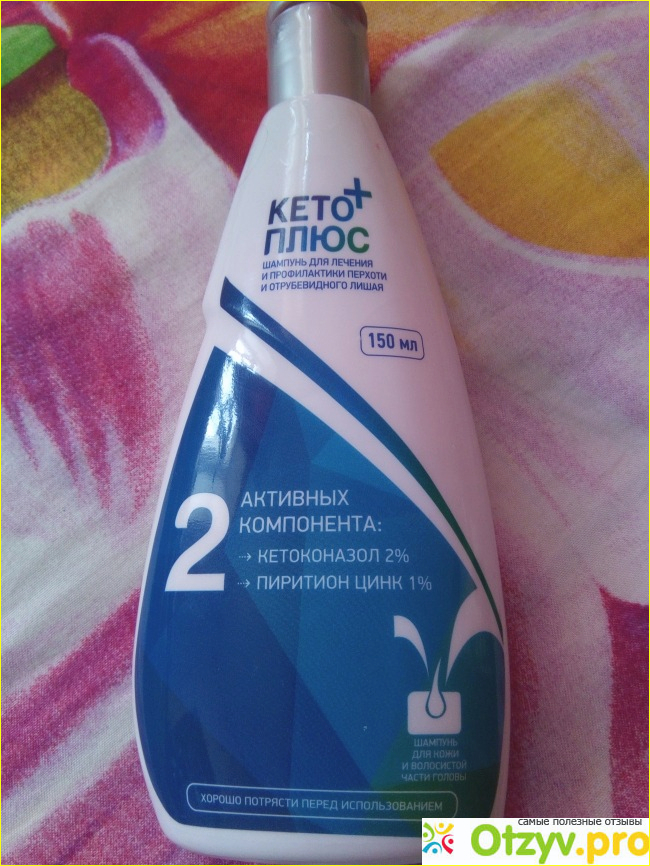 КЕТО+
ПЛЮС
ШАМПУНЬ ДЛЯ ЛЕЧЕНИЯ
И ПРОФИЛАКТИКИ ПЕРХОТИ
И ОТРУБЕВИДНОГО ЛИШАЯ
150 мл
2
АКТИВНЫХ
КОМПОНЕНТА:
⇢ КЕТОКОНАЗОЛ 2%
⇢ ПИРИТИОН ЦИНК 1%
ШАМПУНЬ
ДЛЯ КОЖИ
И ВОЛОСИСТОЙ
ЧАСТИ ГОЛОВЫ
ХОРОШО ПОТРЯСТИ ПЕРЕД ИСПОЛЬЗОВАНИЕМ
самые полезные отзывы
Otzyv.pro